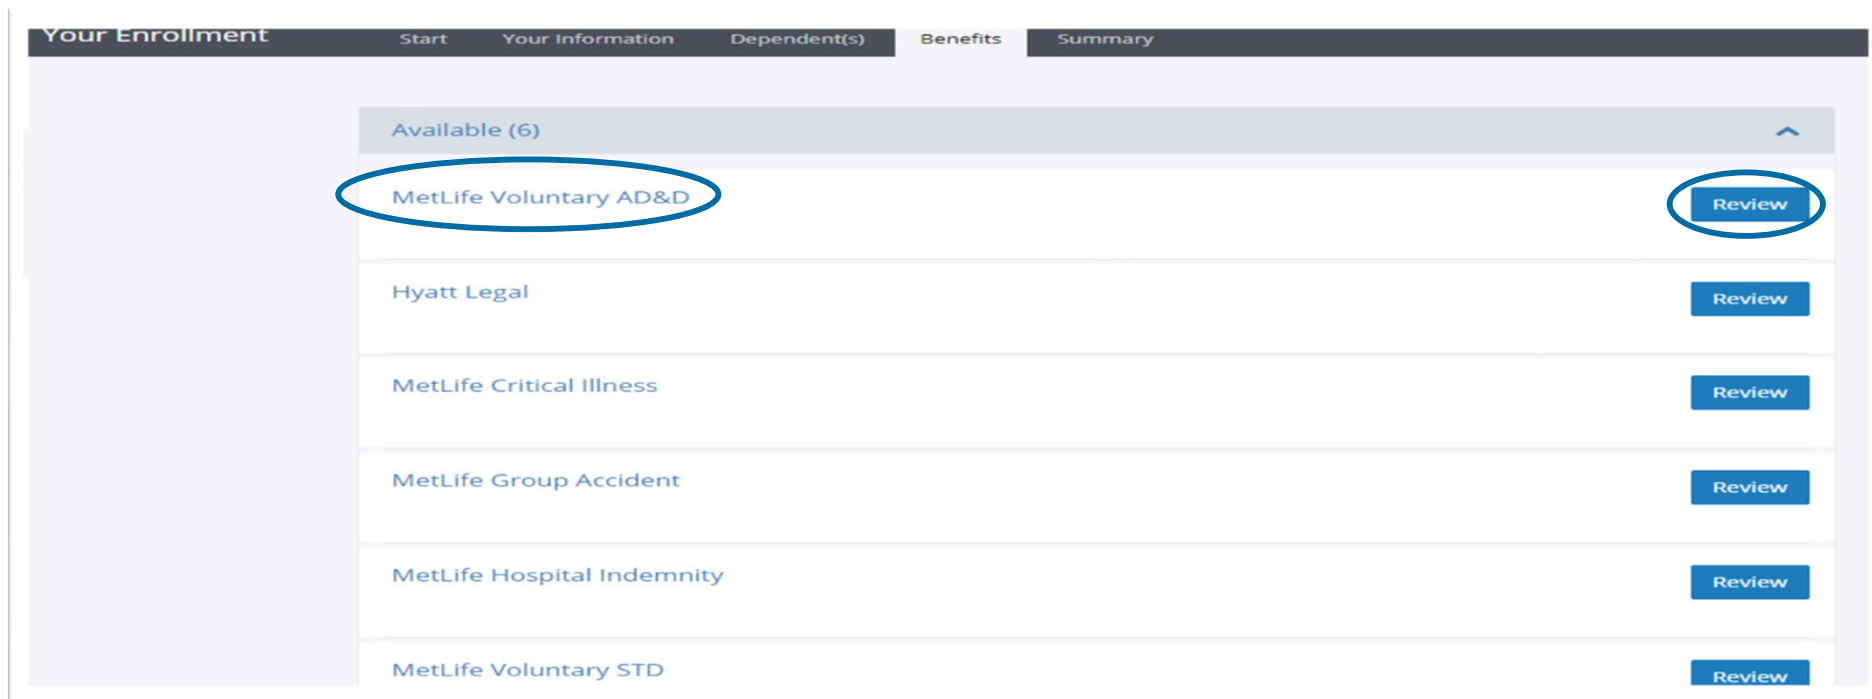 Your Enrollment Start Your Information Dependent(s) Benefits Summary
Available (6)
MetLife Voluntary AD&D Review
Hyatt Legal Review
MetLife Critical Illness Review
MetLife Group Accident Review
MetLife Hospital Indemnity Review
MetLife Voluntary STD Review